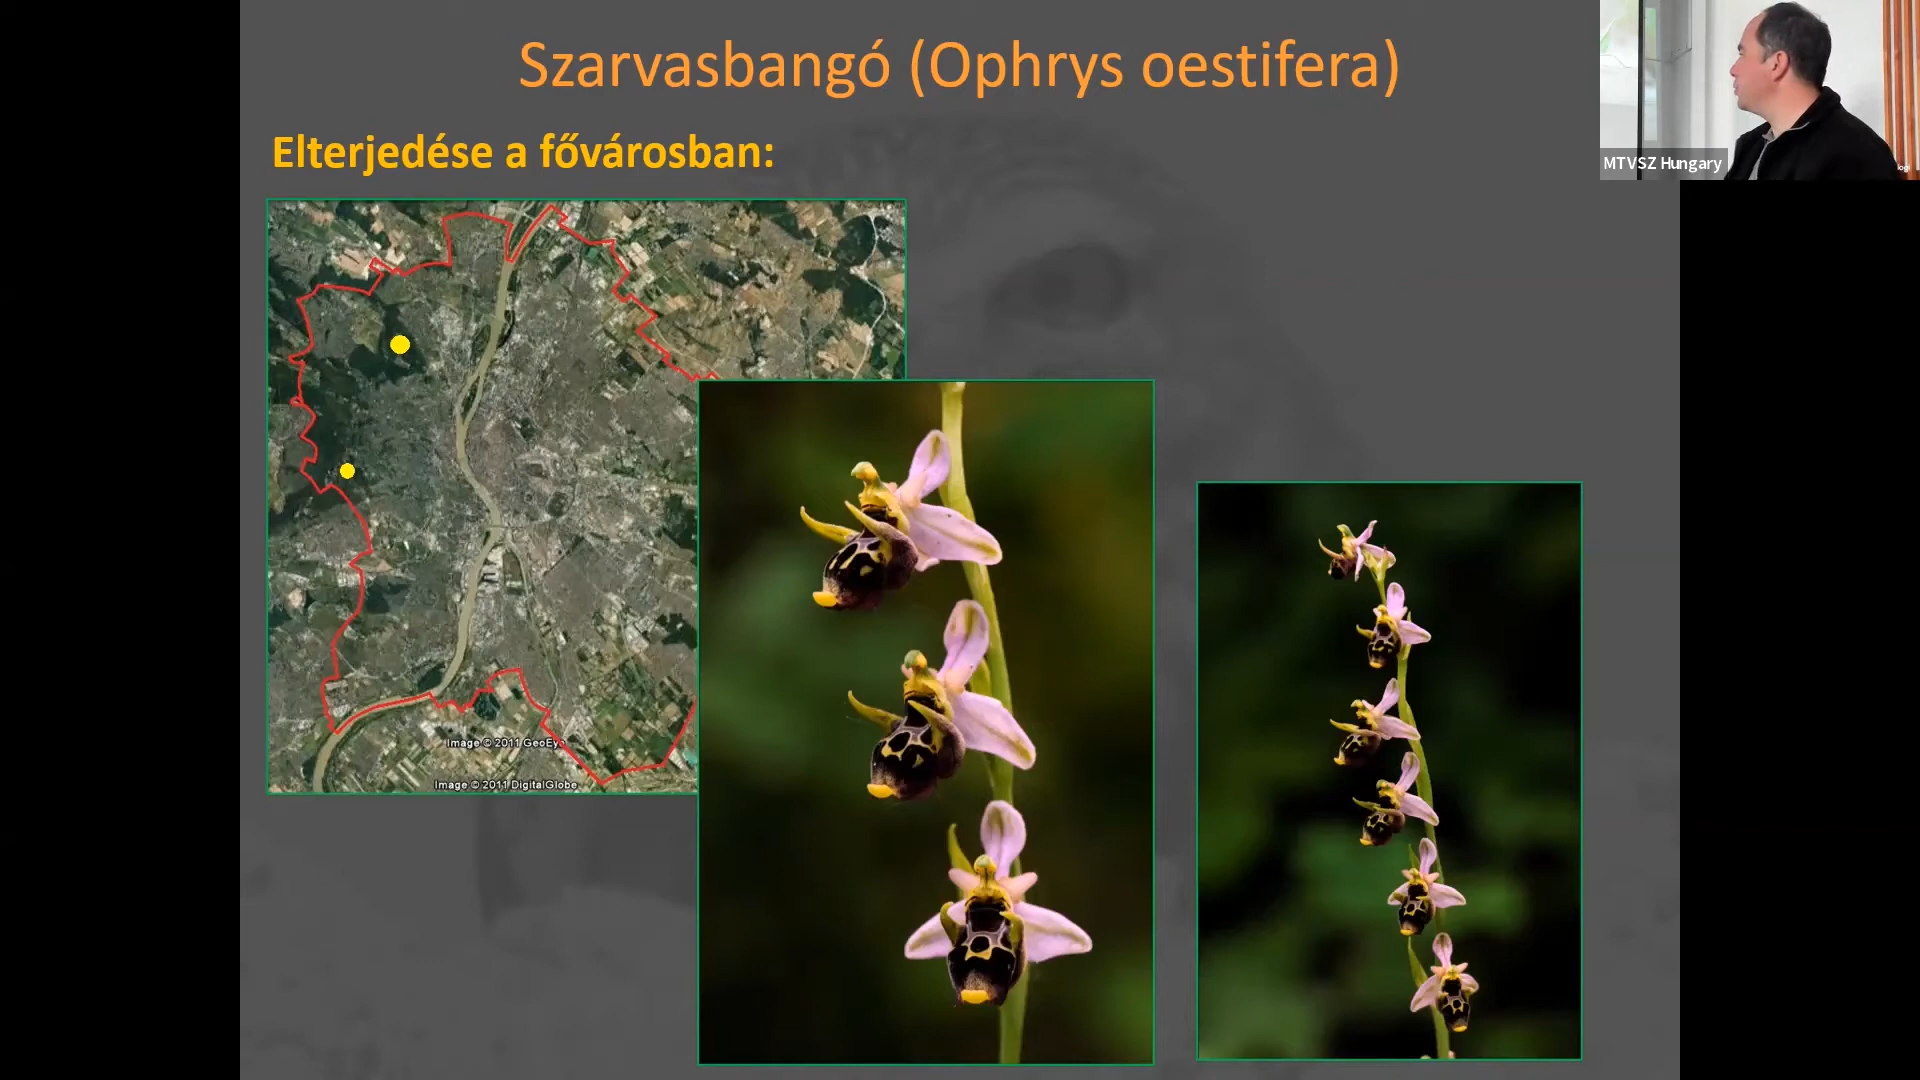 Szarvasbangó (Ophrys oestifera)
Elterjedése a fővárosban:
MTVSZ Hungary
Image © 2011 GeoEye
Image © 2011 DigitalGlobe